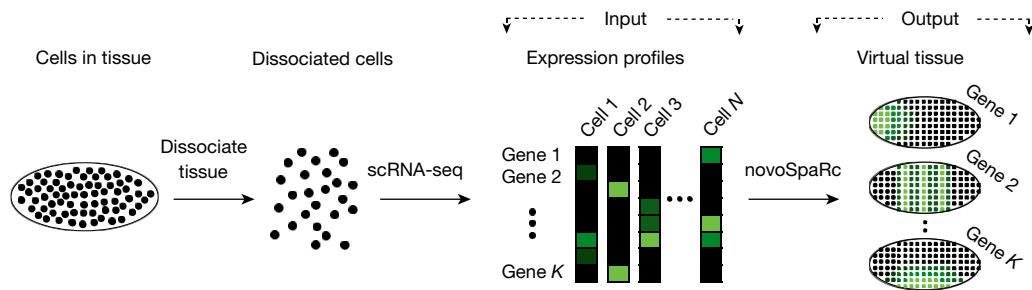 Input
Output
Cells in tissue
Dissociated cells
Expression profiles
Virtual tissue
Cell 1
Cell 2
Cell 3
Cell N
Gene 1
Dissociate
tissue
scRNA-seq
Gene 1
Gene 2
novoSpaRc
Gene 2
Gene K
Gene K